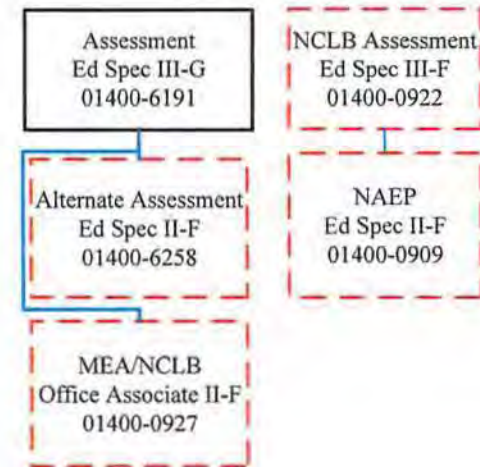 Assessment
Ed Spec III-G
01400-6191
NCLB Assessment
Ed Spec III-F
01400-0922
Alternate Assessment
Ed Spec II-F
01400-6258
NAEP
Ed Spec II-F
01400-0909
MEA/NCLB
Office Associate II-F
01400-0927